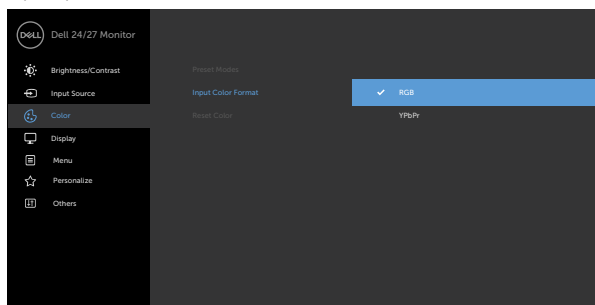 DELL Dell 24/27 Monitor
Brightness/Contrast
Preset Modes
Input Source
Input Color Format
RGB
Color
Reset Color
YPbPr
Display
Menu
Personalize
Others